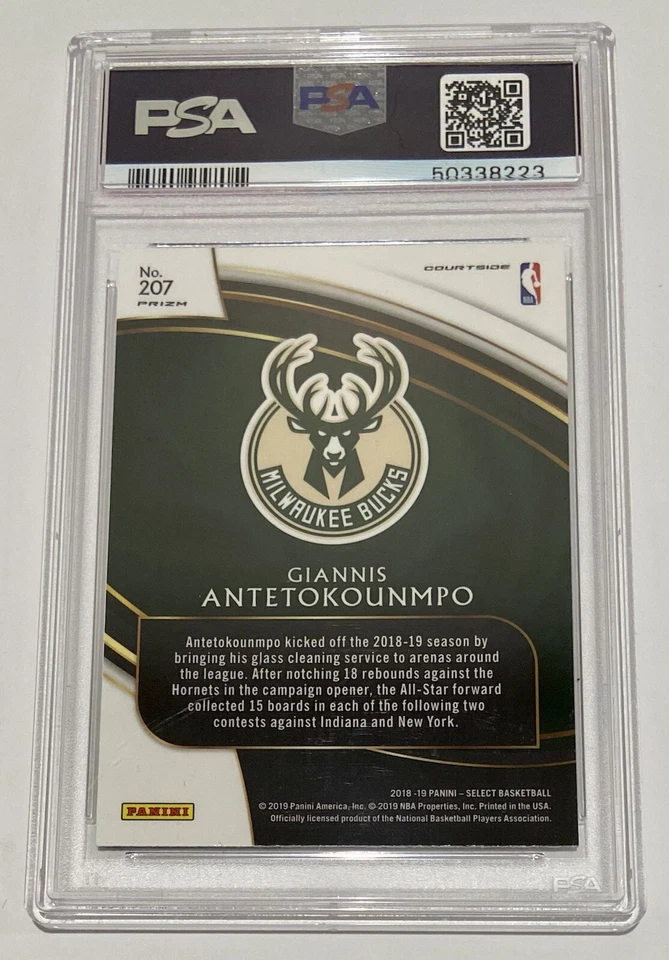 PSA
PSA
50338223
No.
207
PRIZM
COURTSIDE
NBA
MILWAUKEE BUCKS
GIANNIS
ANTETOKOUNMPO
Antetokounmpo kicked off the 2018-19 season by
bringing his glass cleaning service to arenas around
the league. After notching 18 rebounds against the
Hornets in the campaign opener, the All-Star forward
collected 15 boards in each of the following two
contests against Indiana and New York.
2018 -19 PANINI – SELECT BASKETBALL
© 2019 Panini America, Inc. © 2019 NBA Properties, Inc. Printed in the USA.
Officially licensed product of the National Basketball Players Association.
PANINI
PSA